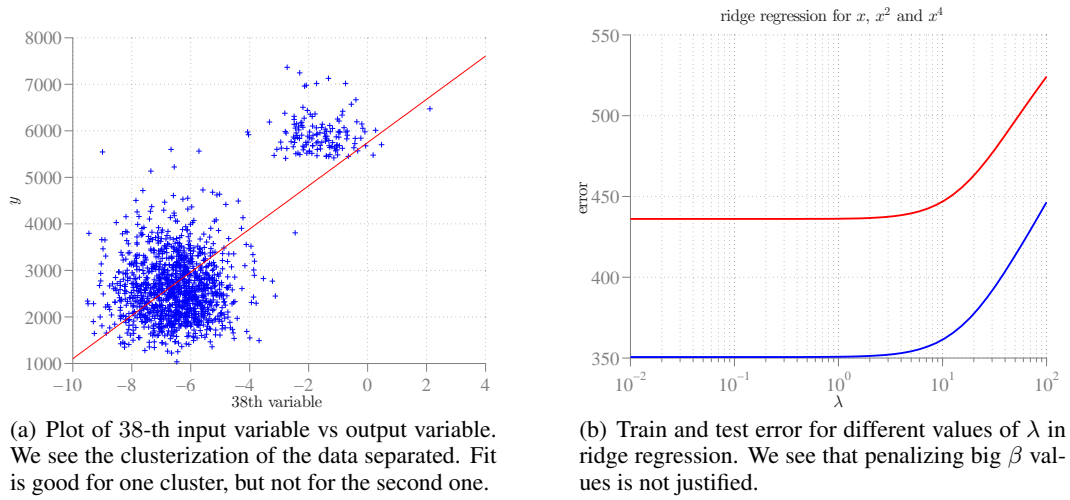 8000
7000
6000
5000
4000
3000
2000
1000
y
−10 −8 −6 −4 −2 0 2 4
38th variable
(a) Plot of 38-th input variable vs output variable.
We see the clusterization of the data separated. Fit
is good for one cluster, but not for the second one.
ridge regression for x, x² and x⁴
550
500
450
400
350
error
10⁻² 10⁻¹ 10⁰ 10¹ 10²
λ
(b) Train and test error for different values of λ in
ridge regression. We see that penalizing big β val-
ues is not justified.